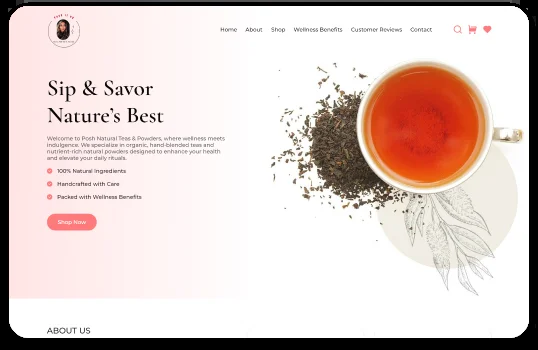 Home About Shop Wellness Benefits Customer Reviews Contact
Sip & Savor
Nature's Best
Welcome to Posh Natural Teas & Powders, where wellness meets
indulgence. We specialize in organic, hand-blended teas and
nutrient-rich natural powders designed to enhance your health
and elevate your daily rituals.
100% Natural Ingredients
Handcrafted with Care
Packed with Wellness Benefits
Shop Now
ABOUT US